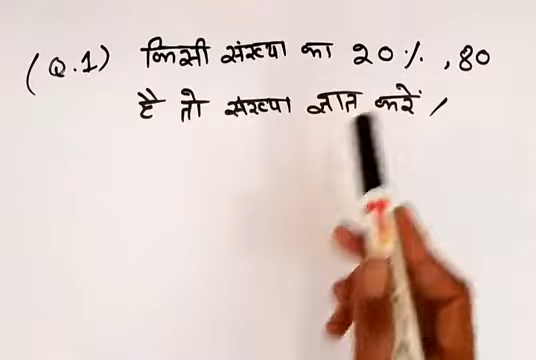 (Q.1) किसी संख्या का 20%, 80
है तो संख्या ज्ञात करें /